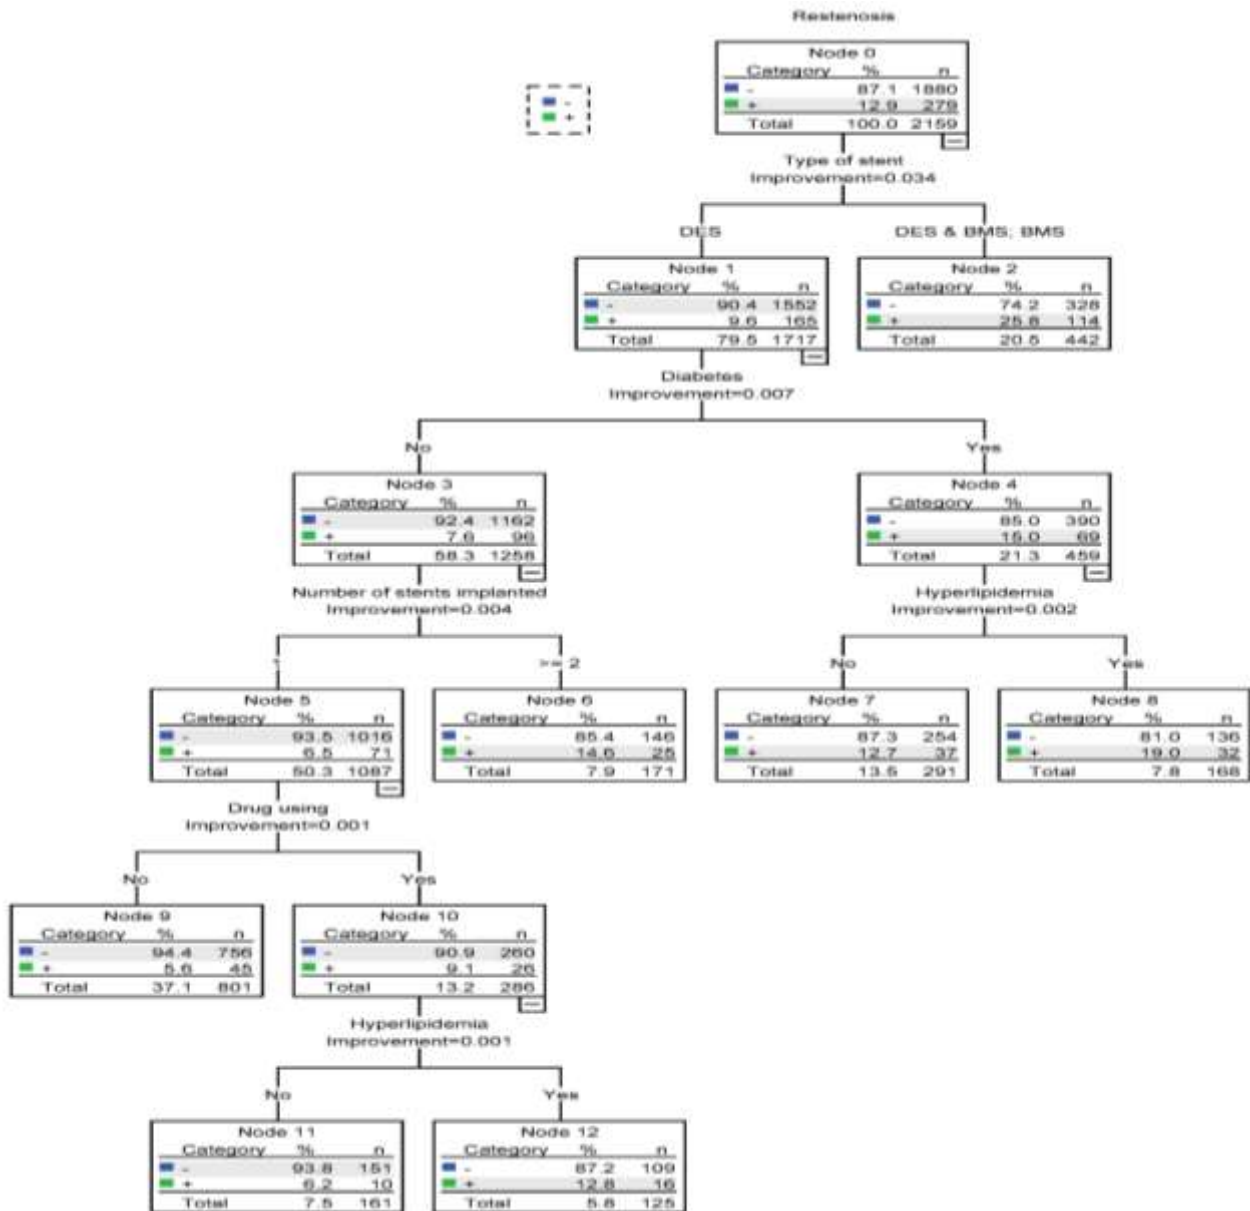 Restenosis
Node 0
Category % n
- 87.1 1880
+ 12.9 279
Total 100.0 2159
-
+
Type of stent
Improvement=0.034
DES
DES & BMS; BMS
Node 1
Category % n
- 90.4 1552
+ 9.6 165
Total 79.5 1717
Node 2
Category % n
- 74.2 328
+ 25.8 114
Total 20.5 442
Diabetes
Improvement=0.007
No
Yes
Node 3
Category % n
- 92.4 1162
+ 7.6 96
Total 58.3 1258
Node 4
Category % n
- 85.0 390
+ 15.0 69
Total 21.3 459
Number of stents implanted
Improvement=0.004
Hyperlipidemia
Improvement=0.002
1
>= 2
No
Yes
Node 5
Category % n
- 93.5 1016
+ 6.5 71
Total 50.3 1087
Node 6
Category % n
- 85.4 146
+ 14.6 25
Total 7.9 171
Node 7
Category % n
- 87.3 254
+ 12.7 37
Total 13.5 291
Node 8
Category % n
- 81.0 136
+ 19.0 32
Total 7.8 168
Drug using
Improvement=0.001
No
Yes
Node 9
Category % n
- 94.4 756
+ 5.6 45
Total 37.1 801
Node 10
Category % n
- 90.9 260
+ 9.1 26
Total 13.2 286
Hyperlipidemia
Improvement=0.001
No
Yes
Node 11
Category % n
- 93.8 151
+ 6.2 10
Total 7.5 161
Node 12
Category % n
- 87.2 109
+ 12.8 16
Total 5.8 125